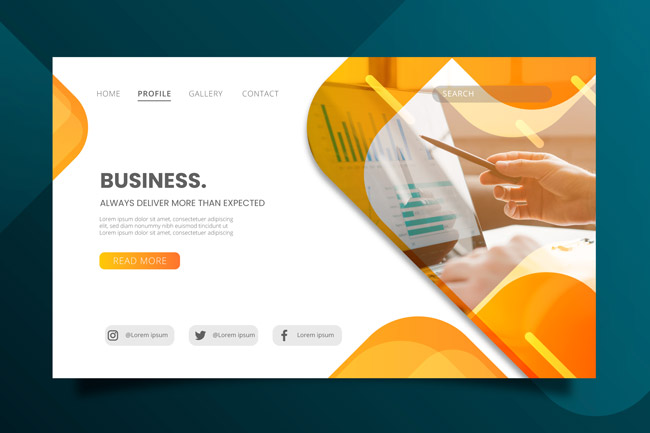 HOME PROFILE GALLERY CONTACT SEARCH
BUSINESS.
ALWAYS DELIVER MORE THAN EXPECTED
Lorem ipsum dolor sit amet, consectetuer adipiscing
elit, sed diam nonummy nibh euismod tincidunt
Lorem ipsum dolor sit amet, consectetuer adipiscing
READ MORE
@Lorem ipsum @Lorem ipsum Lorem ipsum